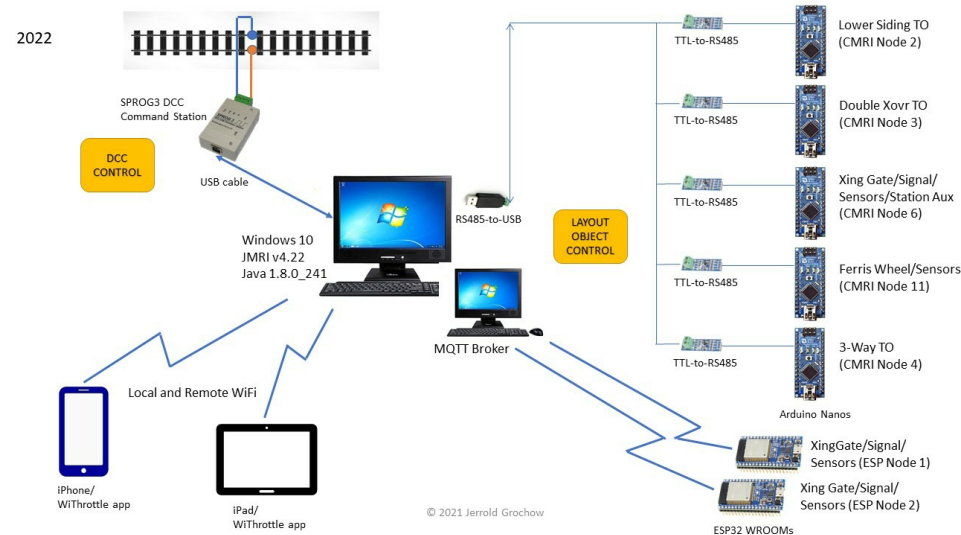 2022
SPROG3 DCC
Command Station
DCC
CONTROL
USB cable
Windows 10
JMRI v4.22
Java 1.8.0_241
RS485-to-USB
LAYOUT
OBJECT
CONTROL
MQTT Broker
TTL-to-RS485
Lower Siding TO
(CMRI Node 2)
TTL-to-RS485
Double Xovr TO
(CMRI Node 3)
TTL-to-RS485
Xing Gate/Signal/
Sensors/Station Aux
(CMRI Node 6)
TTL-to-RS485
Ferris Wheel/Sensors
(CMRI Node 11)
TTL-to-RS485
3-Way TO
(CMRI Node 4)
Arduino Nanos
XingGate/Signal/
Sensors (ESP Node 1)
Xing Gate/Signal/
Sensors (ESP Node 2)
ESP32 WROOMs
Local and Remote WiFi
iPhone/
WiThrottle app
iPad/
WiThrottle app
© 2021 Jerrold Grochow